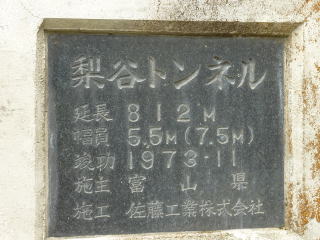 梨谷トンネル
延長 812M
幅員 5.5M(7.5M)
竣功 1973・11
施主 富山県
施工 佐藤工業株式会社